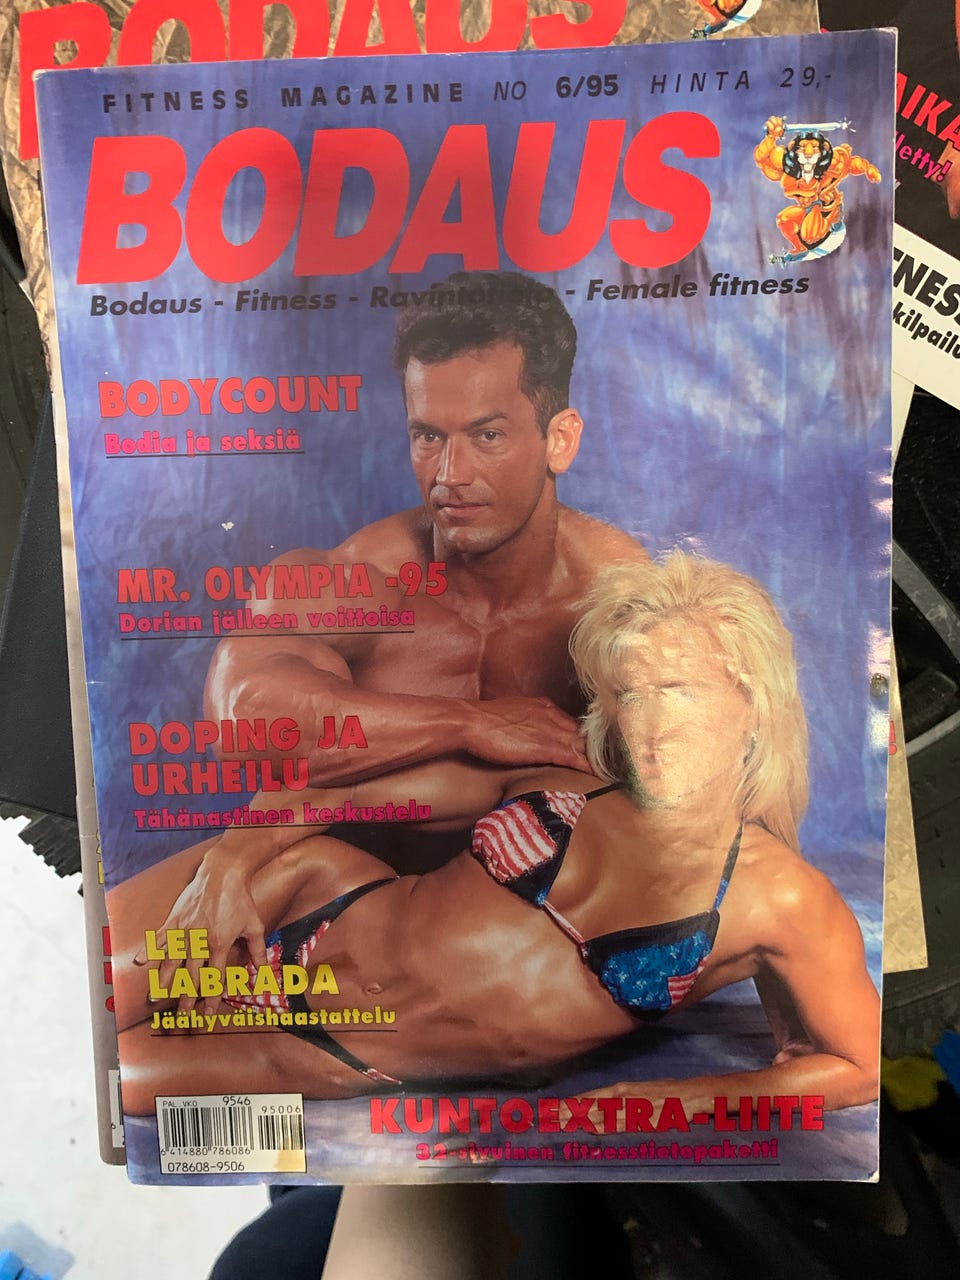 BODAUS
FITNESS MAGAZINE NO 6/95 HINTA 29,-
BODAUS
Bodaus - Fitness - Ravintotieto - Female fitness
BODYCOUNT
Bodia ja seksiä
MR. OLYMPIA -95
Dorian jälleen voittoisa
DOPING JA
URHEILU
Tähänastinen keskustelu
LEE
LABRADA
Jäähyväishaastattelu
PAL.VKO 9546
95006
6 414880 786086
078608-9506
KUNTOEXTRA-LIITE
32-sivuinen fitnesstietopaketti